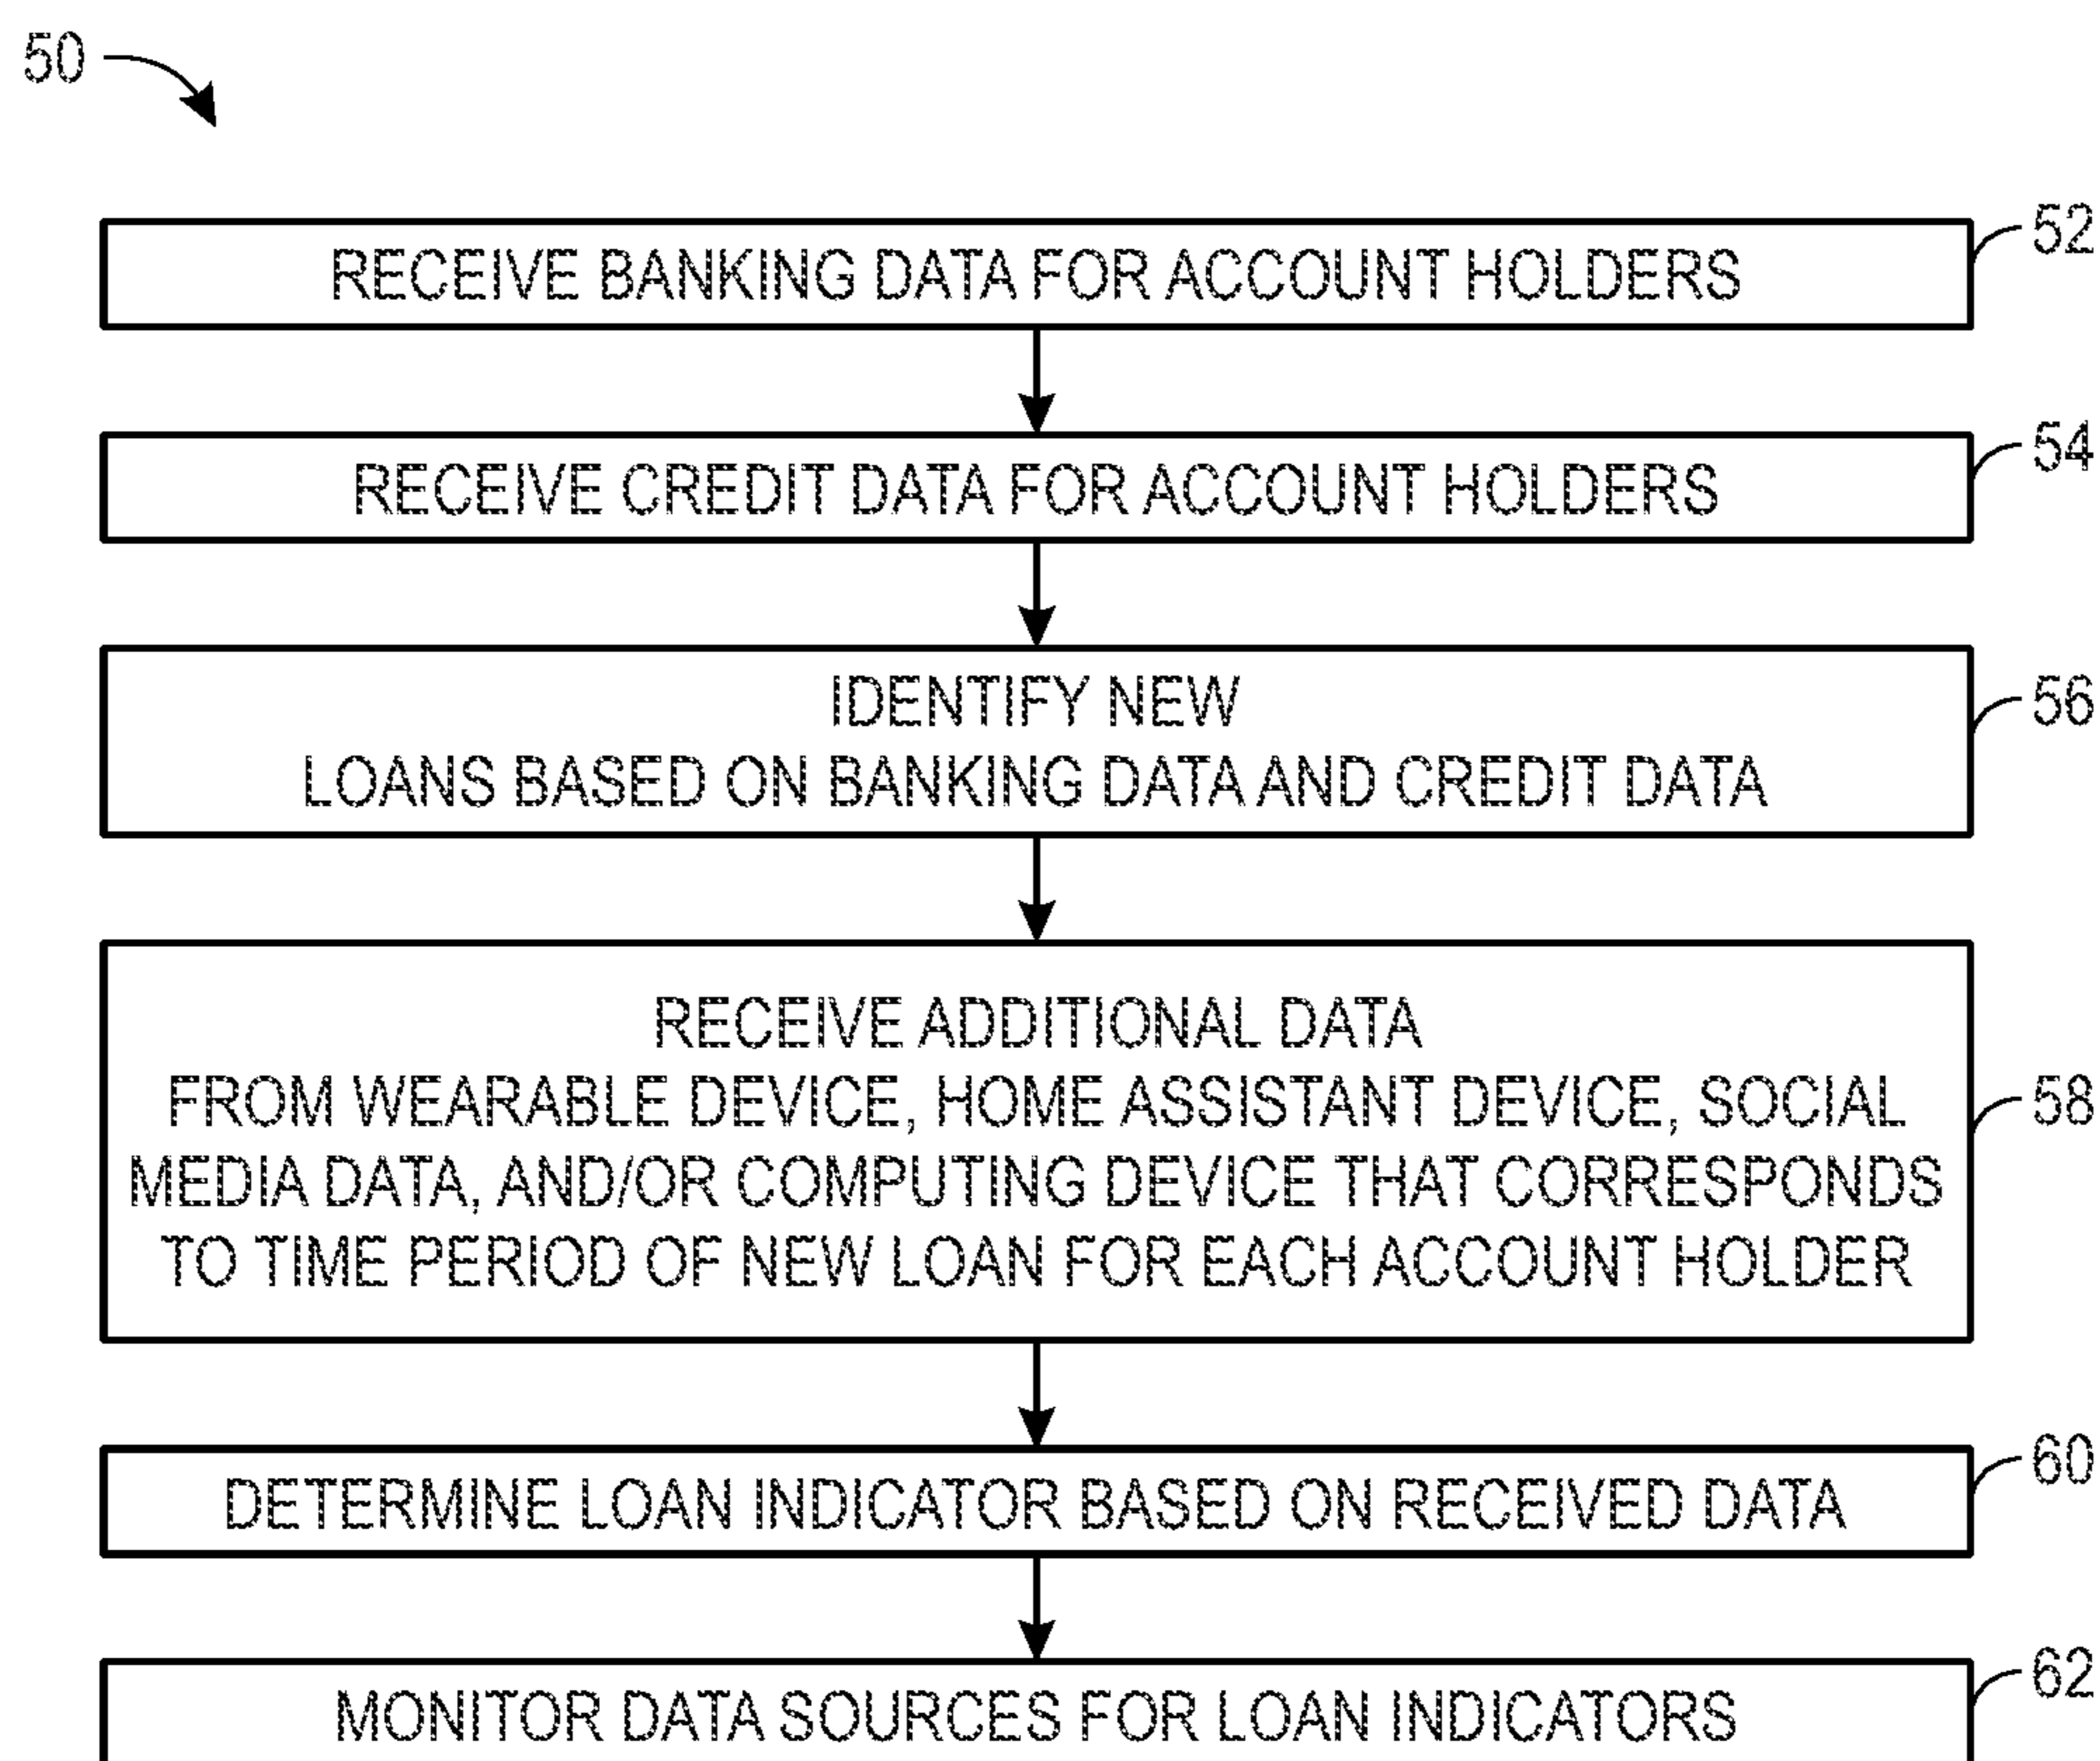 50
RECEIVE BANKING DATA FOR ACCOUNT HOLDERS
52
RECEIVE CREDIT DATA FOR ACCOUNT HOLDERS
54
IDENTIFY NEW
LOANS BASED ON BANKING DATA AND CREDIT DATA
56
RECEIVE ADDITIONAL DATA
FROM WEARABLE DEVICE, HOME ASSISTANT DEVICE, SOCIAL
MEDIA DATA, AND/OR COMPUTING DEVICE THAT CORRESPONDS
TO TIME PERIOD OF NEW LOAN FOR EACH ACCOUNT HOLDER
58
DETERMINE LOAN INDICATOR BASED ON RECEIVED DATA
60
MONITOR DATA SOURCES FOR LOAN INDICATORS
62